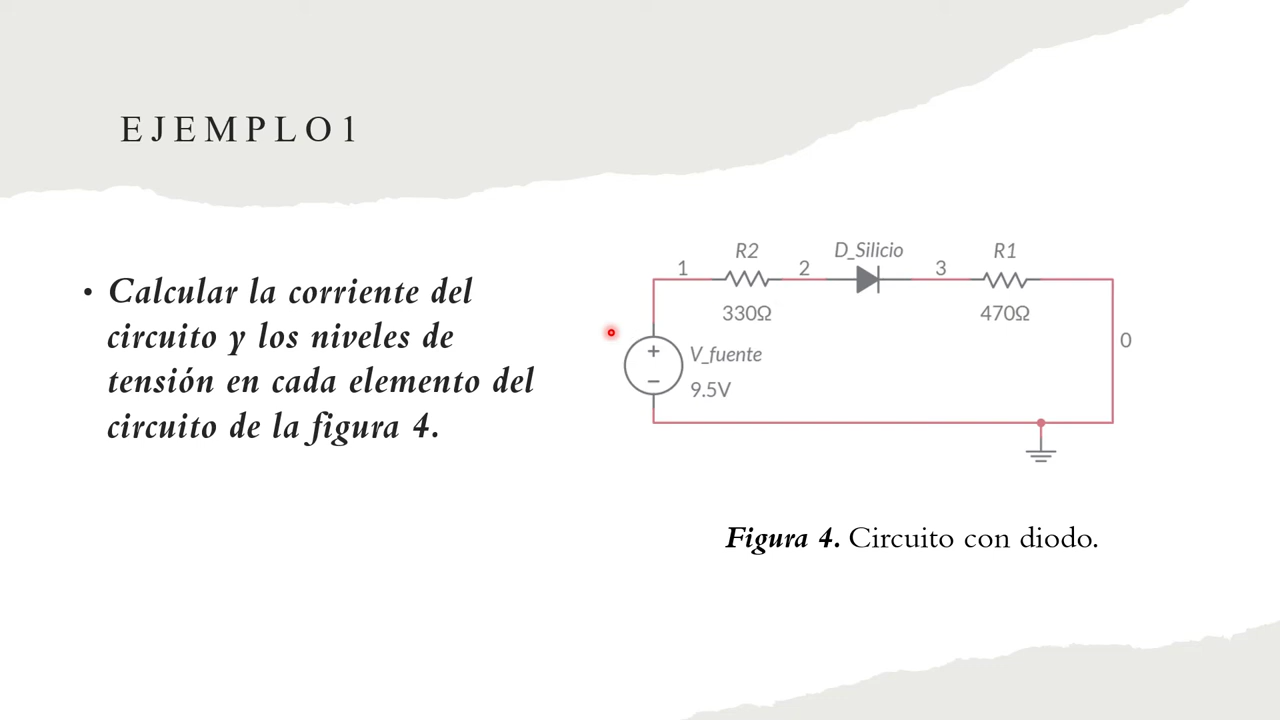 EJEMPLO1
• Calcular la corriente del
circuito y los niveles de
tensión en cada elemento del
circuito de la figura 4.
R2
D_Silicio
R1
1
2
3
330Ω
470Ω
0
+
V_fuente
−
9.5V
Figura 4. Circuito con diodo.